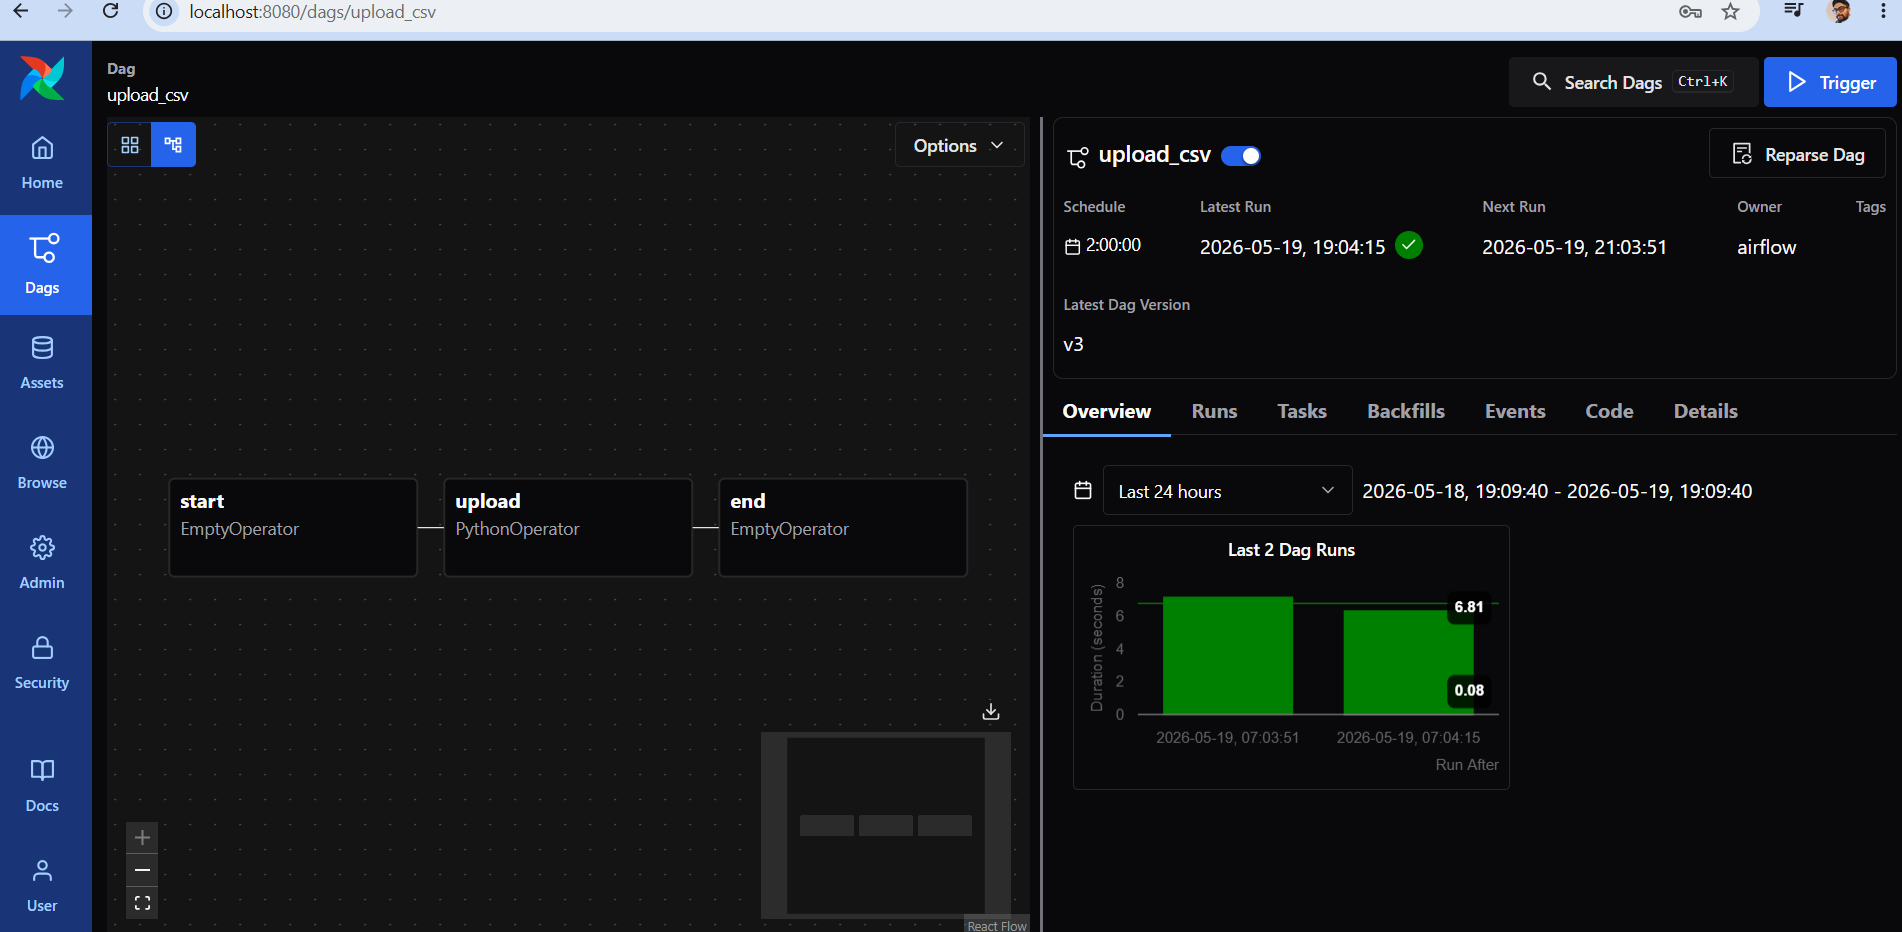 localhost:8080/dags/upload_csv
Dag
upload_csv
Search Dags Ctrl+K
Trigger
Home
Dags
Assets
Browse
Admin
Security
Docs
User
Options
start
EmptyOperator
upload
PythonOperator
end
EmptyOperator
React Flow
upload_csv
Reparse Dag
Schedule Latest Run Next Run Owner Tags
2:00:00 2026-05-19, 19:04:15 2026-05-19, 21:03:51 airflow
Latest Dag Version
v3
Overview Runs Tasks Backfills Events Code Details
Last 24 hours 2026-05-18, 19:09:40 - 2026-05-19, 19:09:40
Last 2 Dag Runs
Duration (seconds)
8
6
4
2
0
6.81
0.08
2026-05-19, 07:03:51 2026-05-19, 07:04:15
Run After